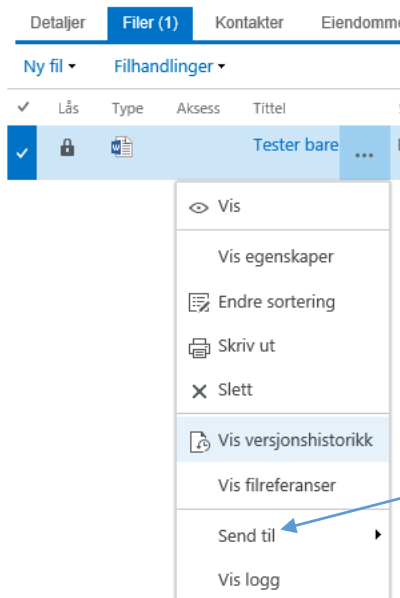 Detaljer Filer (1) Kontakter
Ny fil Filhandlinger
Lås Type Aksess Tittel
Tester bare ...
Vis
Vis egenskaper
Endre sortering
Skriv ut
Slett
Vis versjonshistorikk
Vis filreferanser
Send til
Vis logg